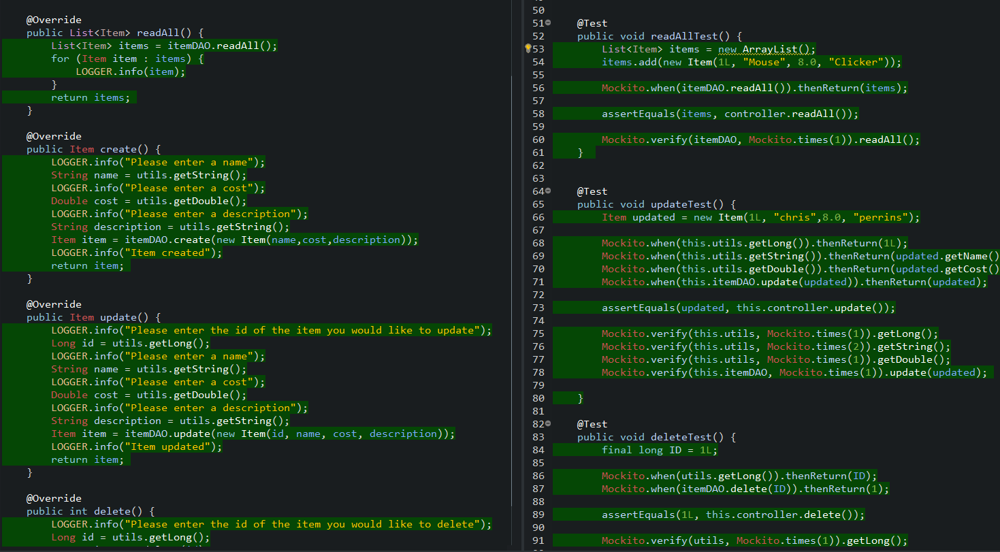 @Override
public List<Item> readAll() {
List<Item> items = itemDAO.readAll();
for (Item item : items) {
LOGGER.info(item);
}
return items;
}
@Override
public Item create() {
LOGGER.info("Please enter a name");
String name = utils.getString();
LOGGER.info("Please enter a cost");
Double cost = utils.getDouble();
LOGGER.info("Please enter a description");
String description = utils.getString();
Item item = itemDAO.create(new Item(name,cost,description));
LOGGER.info("Item created");
return item;
}
@Override
public Item update() {
LOGGER.info("Please enter the id of the item you would like to update");
Long id = utils.getLong();
LOGGER.info("Please enter a name");
String name = utils.getString();
LOGGER.info("Please enter a cost");
Double cost = utils.getDouble();
LOGGER.info("Please enter a description");
String description = utils.getString();
Item item = itemDAO.update(new Item(id, name, cost, description));
LOGGER.info("Item updated");
return item;
}
@Override
public int delete() {
LOGGER.info("Please enter the id of the item you would like to delete");
Long id = utils.getLong();
50
51 @Test
52 public void readAllTest() {
53 List<Item> items = new ArrayList();
54 items.add(new Item(1L, "Mouse", 8.0, "Clicker"));
55
56 Mockito.when(itemDAO.readAll()).thenReturn(items);
57
58 assertEquals(items, controller.readAll());
59
60 Mockito.verify(itemDAO, Mockito.times(1)).readAll();
61 }
62
63
64 @Test
65 public void updateTest() {
66 Item updated = new Item(1L, "chris",8.0, "perrins");
67
68 Mockito.when(this.utils.getLong()).thenReturn(1L);
69 Mockito.when(this.utils.getString()).thenReturn(updated.getName()
70 Mockito.when(this.utils.getDouble()).thenReturn(updated.getCost()
71 Mockito.when(this.itemDAO.update(updated)).thenReturn(updated);
72
73 assertEquals(updated, this.controller.update());
74
75 Mockito.verify(this.utils, Mockito.times(1)).getLong();
76 Mockito.verify(this.utils, Mockito.times(2)).getString();
77 Mockito.verify(this.utils, Mockito.times(1)).getDouble();
78 Mockito.verify(this.itemDAO, Mockito.times(1)).update(updated);
79
80 }
81
82 @Test
83 public void deleteTest() {
84 final long ID = 1L;
85
86 Mockito.when(utils.getLong()).thenReturn(ID);
87 Mockito.when(itemDAO.delete(ID)).thenReturn(1);
88
89 assertEquals(1L, this.controller.delete());
90
91 Mockito.verify(utils, Mockito.times(1)).getLong();